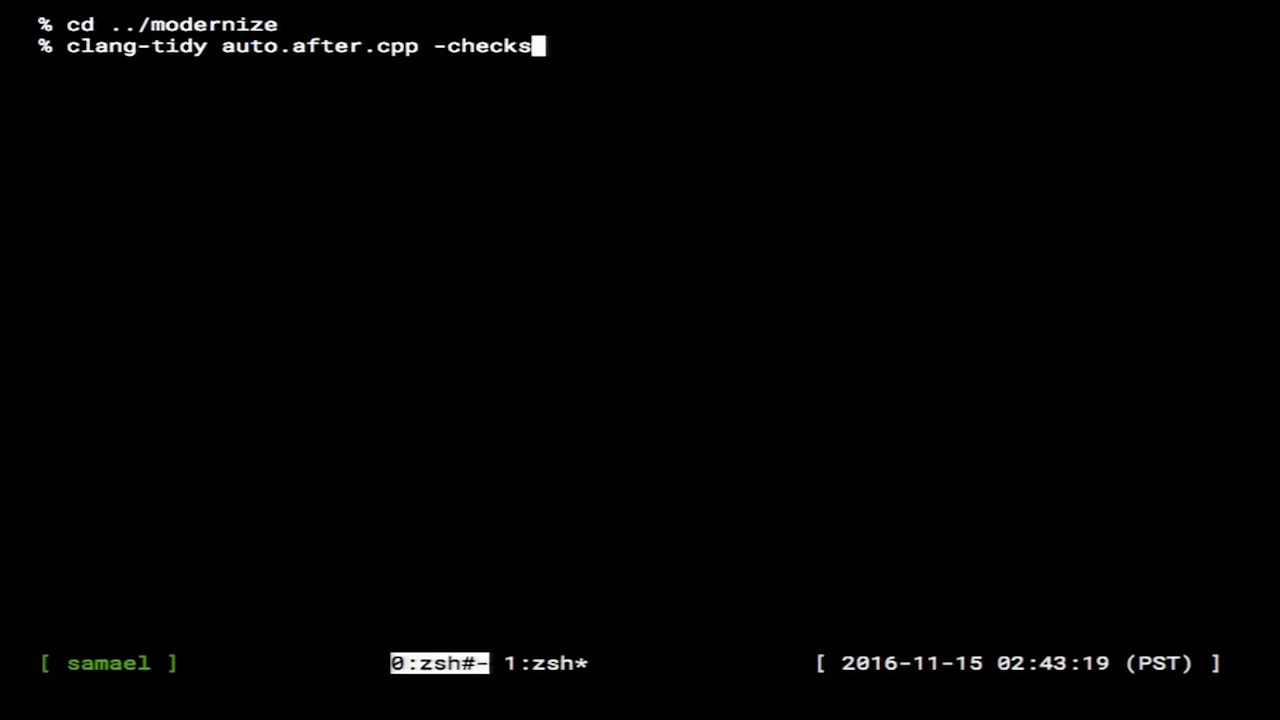 % cd ../modernize
% clang-tidy auto.after.cpp -checks
[ samael ] 0:zsh#- 1:zsh* [ 2016-11-15 02:43:19 (PST) ]